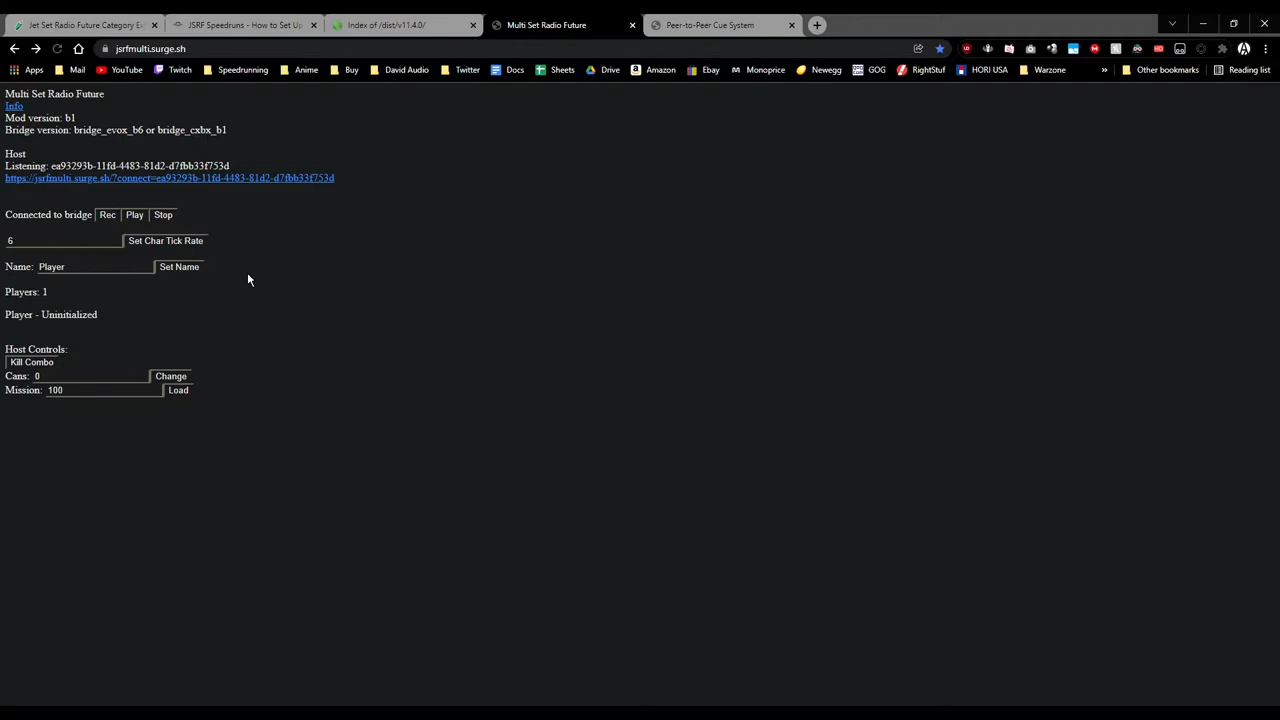 Jet Set Radio Future Category Ex
JSRF Speedruns - How to Set Up
Index of /dist/v11.4.0/
Multi Set Radio Future
Peer-to-Peer Cue System
jsrfmulti.surge.sh
Apps Mail YouTube Twitch Speedrunning Anime Buy David Audio Twitter Docs Sheets Drive Amazon Ebay Monoprice Newegg GOG RightStuf HORI USA Warzone » Other bookmarks Reading list
Multi Set Radio Future
Info
Mod version: b1
Bridge version: bridge_evox_b6 or bridge_cxbx_b1
Host
Listening: ea93293b-11fd-4483-81d2-d7fbb33f753d
https://jsrfmulti.surge.sh/?connect=ea93293b-11fd-4483-81d2-d7fbb33f753d
Connected to bridge Rec Play Stop
6 Set Char Tick Rate
Name: Player Set Name
Players: 1
Player - Uninitialized
Host Controls:
Kill Combo
Cans: 0 Change
Mission: 100 Load